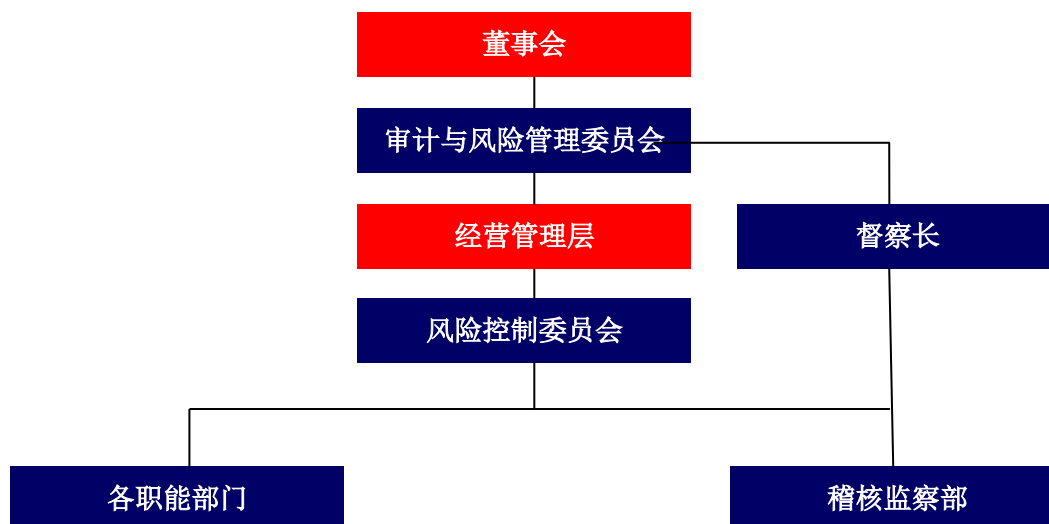 董事会
审计与风险管理委员会
经营管理层
督察长
风险控制委员会
各职能部门
稽核监察部